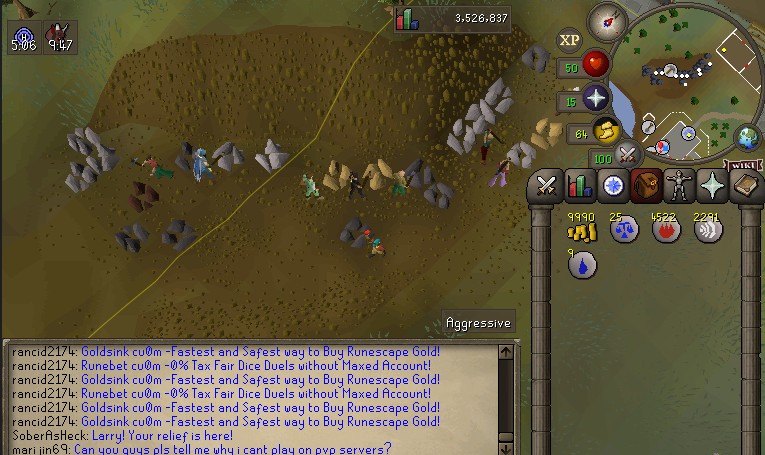 3,526,837
5:06 9:47
XP
50
15
64
100
WIKI
9990 25 4522 2291
9
Aggressive
rancid2174: Goldsink cu0m -Fastest and Safest way to Buy Runescape Gold!
rancid2174: Runebet cu0m -0% Tax Fair Dice Duels without Maxed Account!
rancid2174: Goldsink cu0m -Fastest and Safest way to Buy Runescape Gold!
rancid2174: Runebet cu0m -0% Tax Fair Dice Duels without Maxed Account!
rancid2174: Goldsink cu0m -Fastest and Safest way to Buy Runescape Gold!
rancid2174: Goldsink cu0m -Fastest and Safest way to Buy Runescape Gold!
SoberAsHeck: Larry! Your relief is here!
marijin69: Can you guys pls tell me why i cant play on pvp servers?